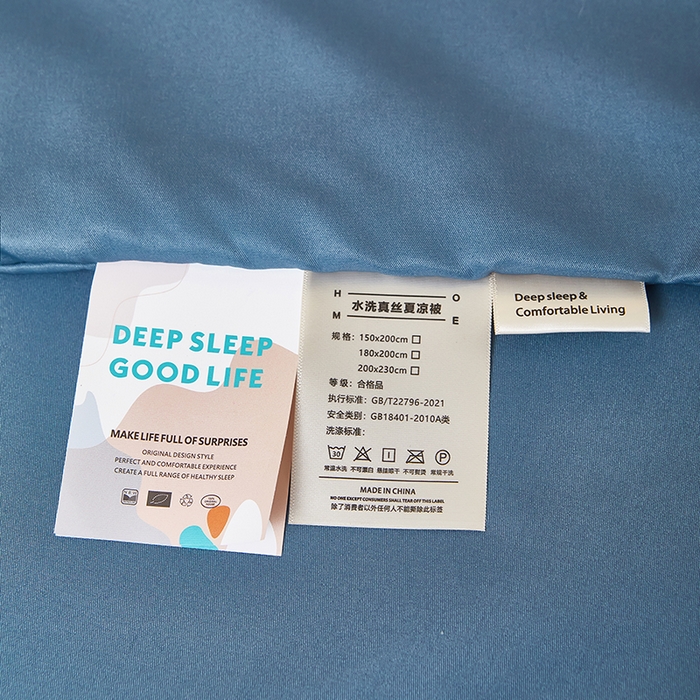 DEEP SLEEP
GOOD LIFE
MAKE LIFE FULL OF SURPRISES
ORIGINAL DESIGN STYLE
PERFECT AND COMFORTABLE EXPERIENCE
CREATE A FULL RANGE OF HEALTHY SLEEP
H O
水洗真丝夏凉被
M E
规格：150x200cm
180x200cm
200x230cm
等级：合格品
执行标准：GB/T22796-2021
安全类别：GB18401-2010A类
洗涤标准：
30
常温水洗 不可漂白 悬挂晾干 不可熨烫 常规干洗
MADE IN CHINA
NO ONE EXCEPT CONSUMERS SHALL TEAR OFF THIS LABEL
除了消费者以外任何人不能撕此标签
Deep sleep &
Comfortable Living